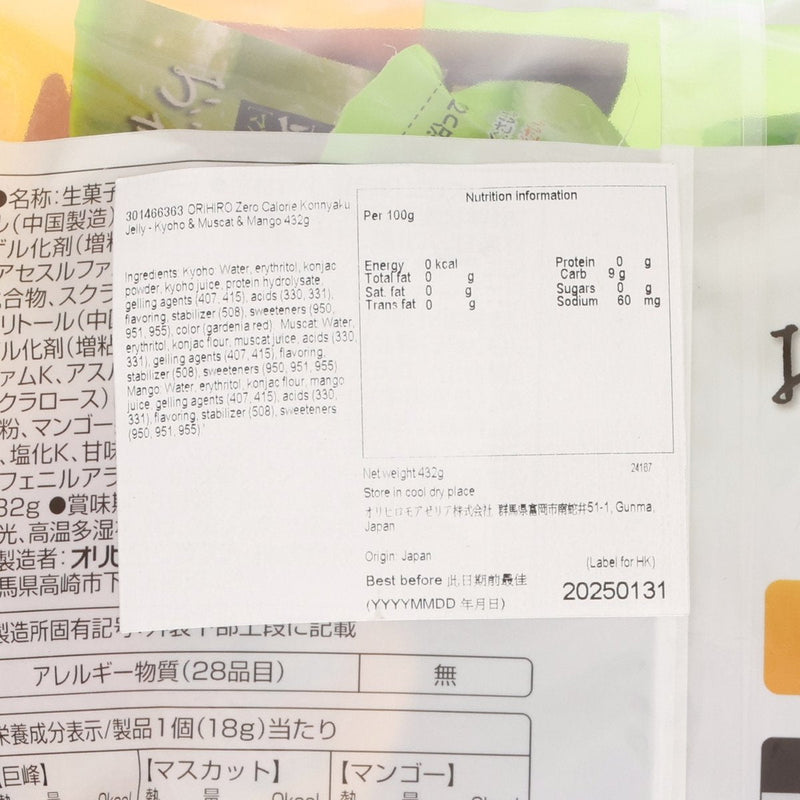 ●名称:生菓子
ル(中国製造)
ゲル化剤(増粘
アセスルファ
合物、スクラ
リトール(中国
ル化剤(増粘
ァムK、アスパ
クラロース)
粉、マンゴー
、塩化K、甘味
フェニルアラ
32g ●賞味期
光、高温多湿
製造者:オリヒ
馬県高崎市下
製造所固有記号
下部上段に記載
アレルギー物質(28品目)
無
栄養成分表示/製品1個(18g)当たり
【巨峰】
【マスカット】
【マンゴー】
熱 量 0kcal
熱 量 0kcal
熱 量
301466363 ORIHIRO Zero Calorie Konnyaku
Jelly - Kyoho & Muscat & Mango 432g
Ingredients: Kyoho: Water, erythritol, konjac
powder, kyoho juice, protein hydrolysate,
gelling agents (407, 415), acids (330, 331),
flavoring, stabilizer (508), sweeteners (950,
951, 955), color (gardenia red). Muscat: Water,
erythritol, konjac flour, muscat juice, acids (330,
331), gelling agents (407, 415), flavoring,
stabilizer (508), sweeteners (950, 951, 955)
Mango: Water, erythritol, konjac flour, mango
juice, gelling agents (407, 415), acids (330,
331), flavoring, stabilizer (508), sweeteners
(950, 951, 955)
Nutrition information
Per 100g
Energy 0 kcal
Total fat 0 g
Sat. fat 0 g
Trans fat 0 g
Protein 0 g
Carb 9 g
Sugars 0 g
Sodium 60 mg
Net weight 432g
24187
Store in cool dry place
オリヒロモアゼリア株式会社 群馬県富岡市南蛇井51-1, Gunma,
Japan
Origin: Japan
(Label for HK)
Best before 此日期前最佳
(YYYYMMDD 年月日)
20250131